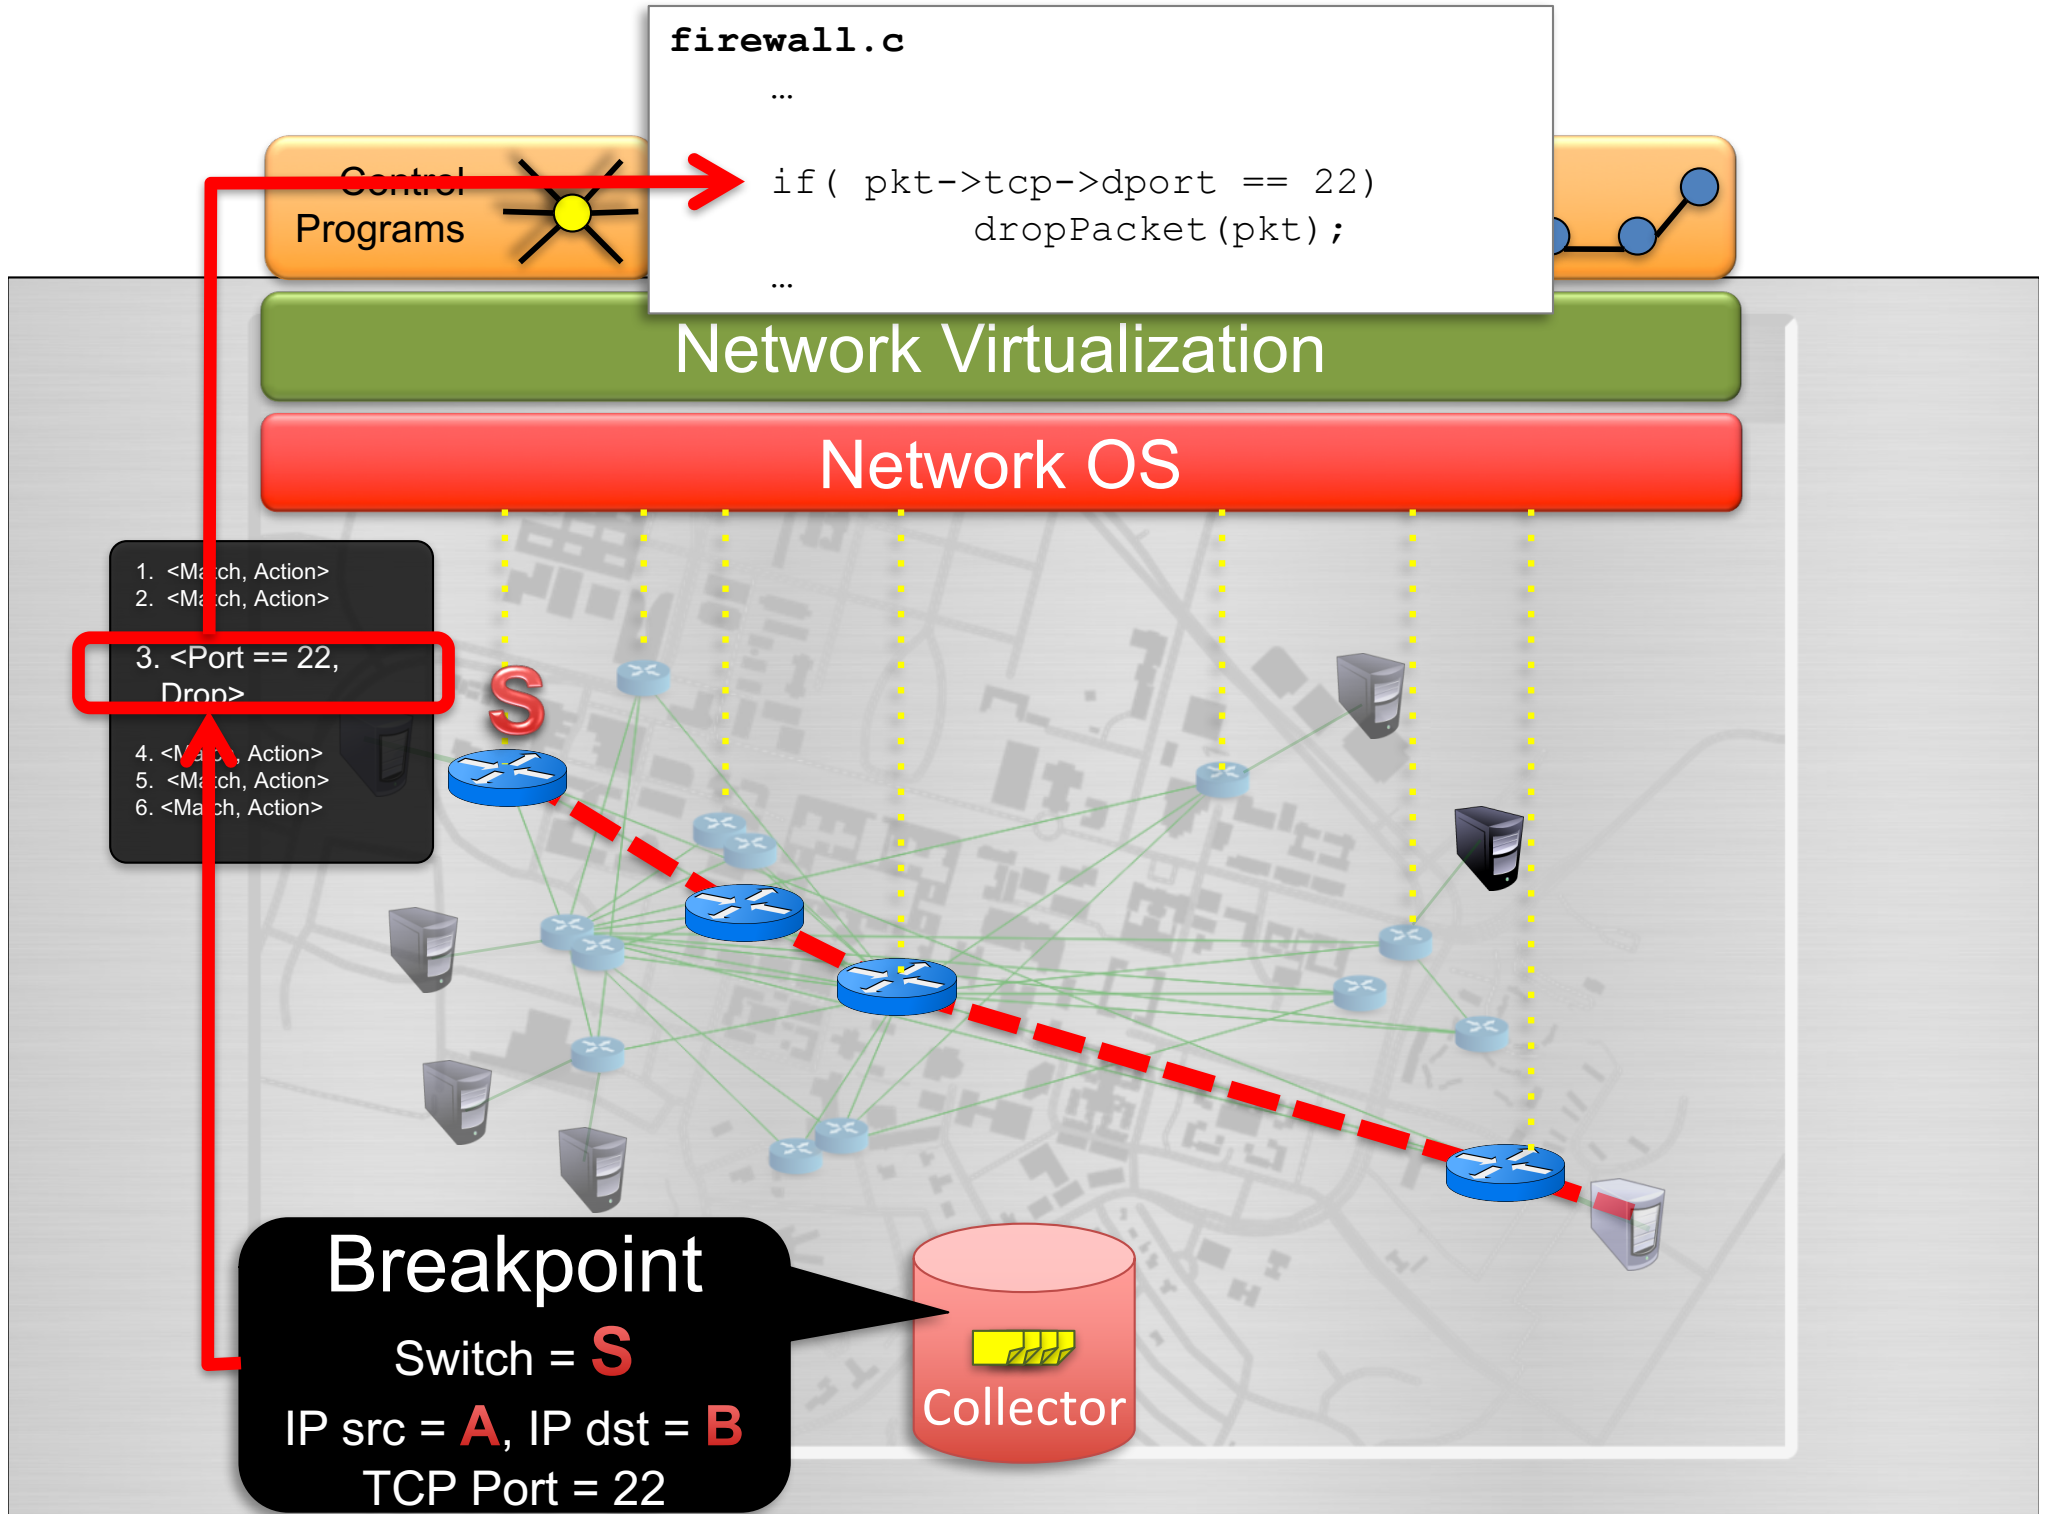 firewall.c
…
if( pkt->tcp->dport == 22)
dropPacket(pkt);
…
Control
Programs
Network Virtualization
Network OS
1. <Match, Action>
2. <Match, Action>
3. <Port == 22,
Drop>
4. <Match, Action>
5. <Match, Action>
6. <Match, Action>
S
Breakpoint
Switch = S
IP src = A, IP dst = B
TCP Port = 22
Collector